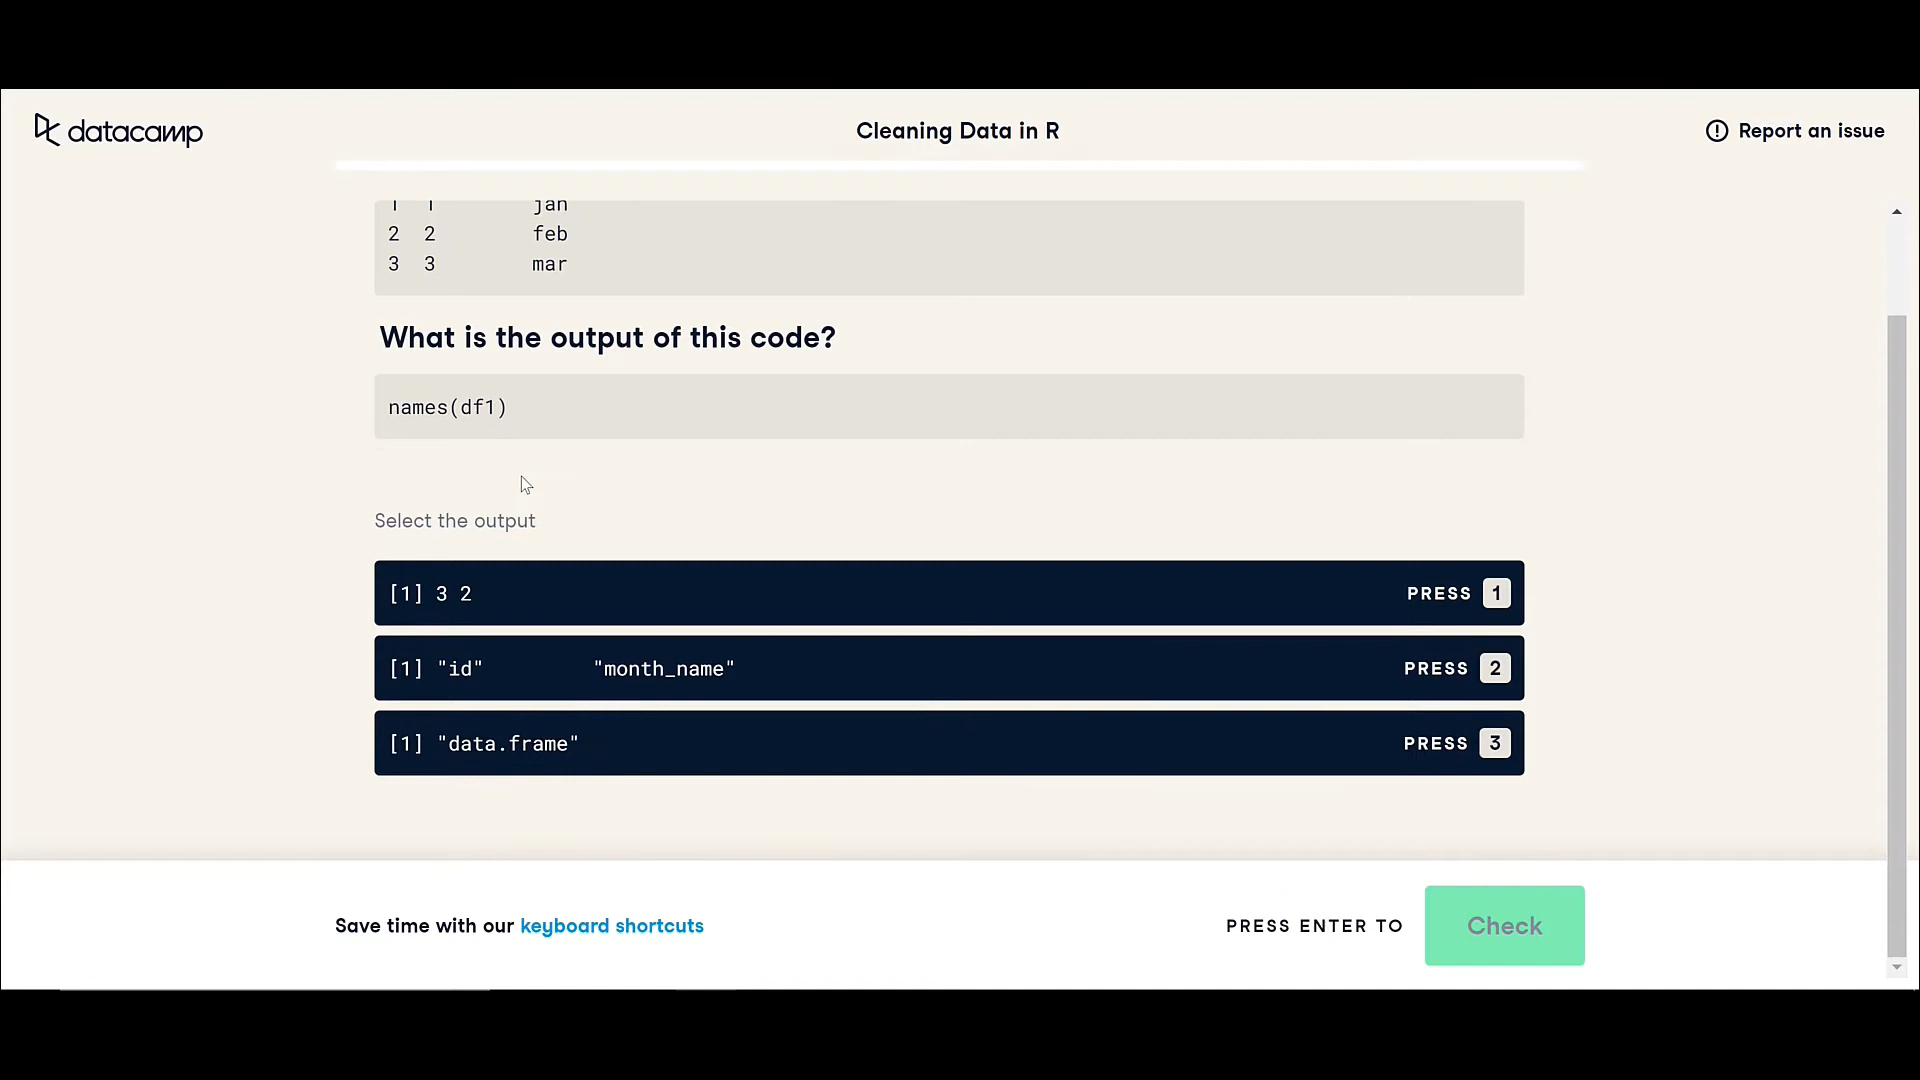 datacamp
Cleaning Data in R
Report an issue
1 1 jan
2 2 feb
3 3 mar
What is the output of this code?
names(df1)
Select the output
[1] 3 2 PRESS 1
[1] "id" "month_name" PRESS 2
[1] "data.frame" PRESS 3
Save time with our keyboard shortcuts
PRESS ENTER TO Check